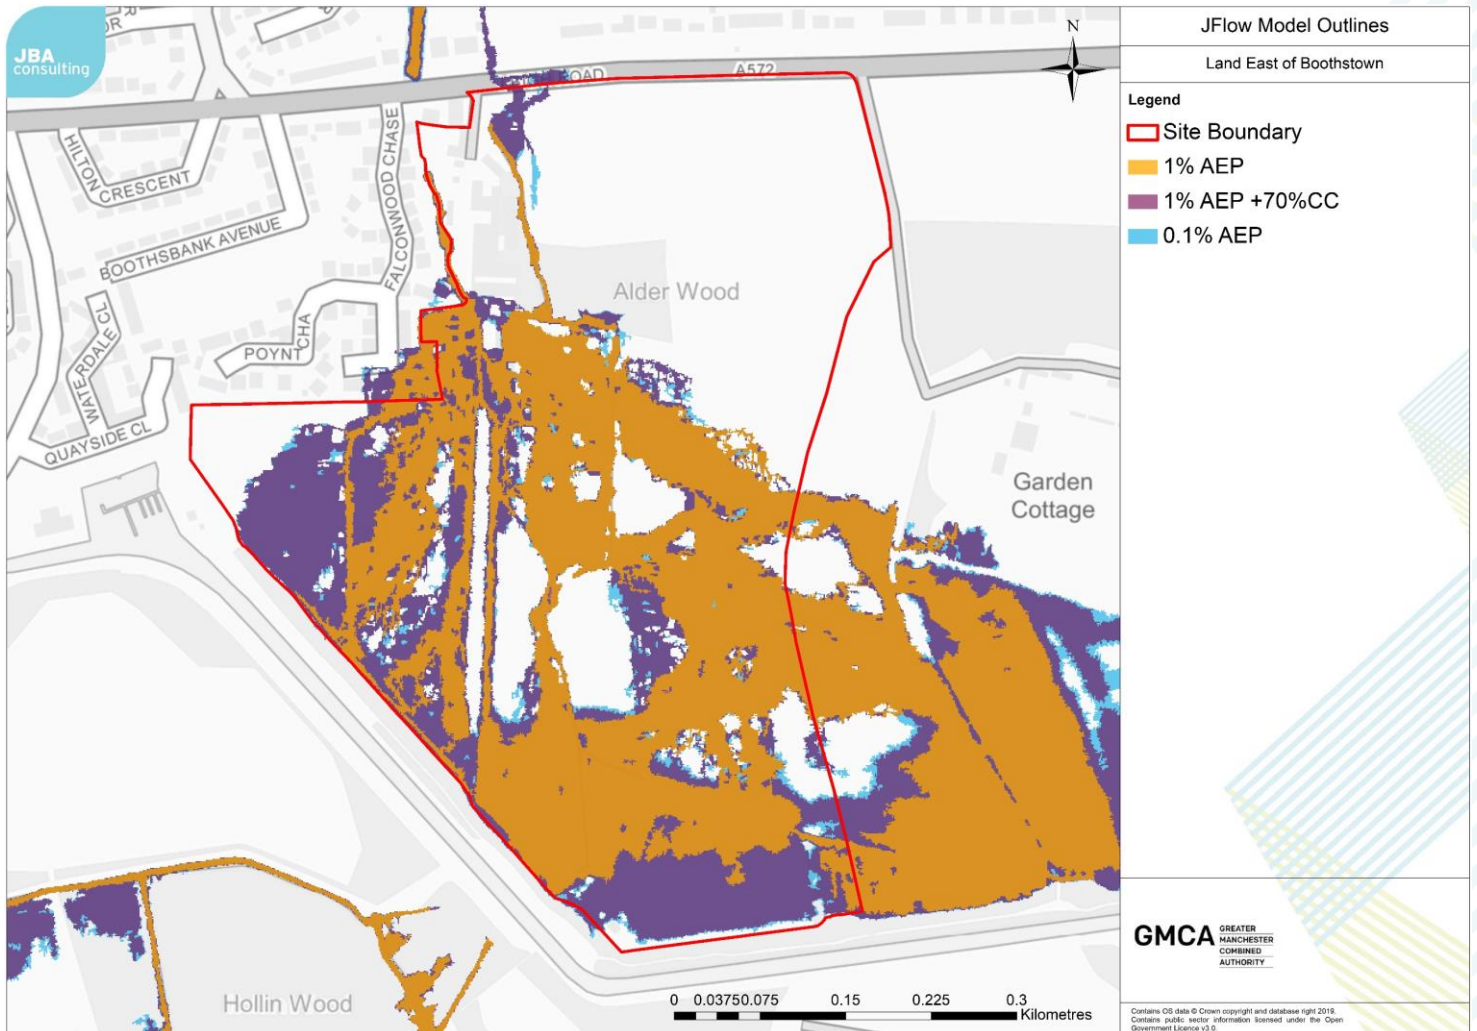 JBA
consulting
N
ROAD
A572
HILTON
CRESCENT
FALCONWOOD CHASE
BOOTHSBANK AVENUE
Alder Wood
POYNT
CHA
WATERDALE CL
QUAYSIDE CL
Garden
Cottage
Hollin Wood
0 0.0375 0.075 0.15 0.225 0.3
Kilometres
JFlow Model Outlines
Land East of Boothstown
Legend
Site Boundary
1% AEP
1% AEP +70%CC
0.1% AEP
GMCA
GREATER
MANCHESTER
COMBINED
AUTHORITY
Contains OS data © Crown copyright and database right 2019.
Contains public sector information licensed under the Open
Government Licence v3.0.